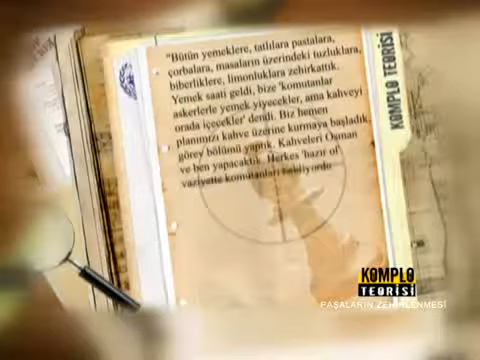 "Bütün yemeklere, tatlılara pastalara,
çorbalara, masaların üzerindeki tuzluklara,
biberliklere, limonluklara zehirkattık.
Yemek saati geldi, bize 'komutanlar
askerlerle yemek yiyecekler, ama kahveyi
orada içecekler' dendi. Biz hemen
planımızı kahve üzerine kurmaya başladık,
görev bölümü yaptık. Kahveleri Osman
ve ben yapacaktık. Herkes 'hazır ol'
vaziyette komutanları bekliyordu
KOMPLO TEORİSİ
KOMPLO
TEORİSİ
PAŞALARIN ZEHİRLENMESİ